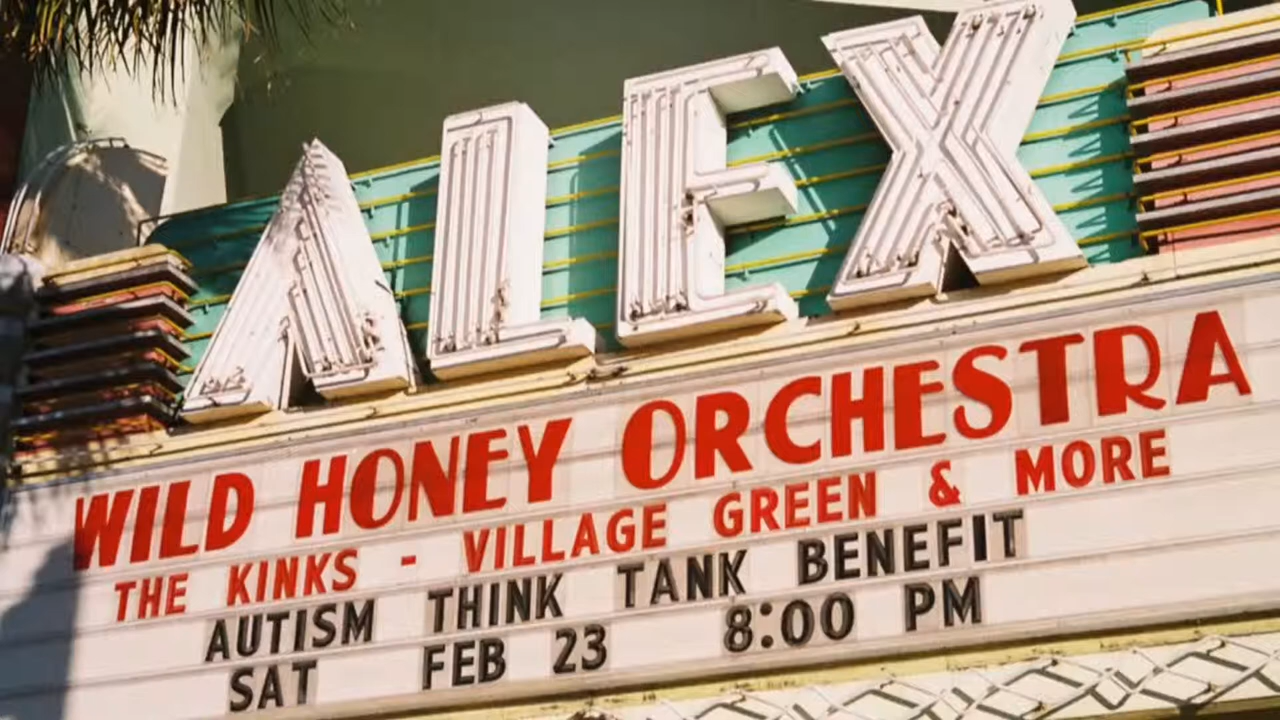 ALEX
WILD HONEY ORCHESTRA
THE KINKS - VILLAGE GREEN & MORE
AUTISM THINK TANK BENEFIT
SAT FEB 23 8:00 PM